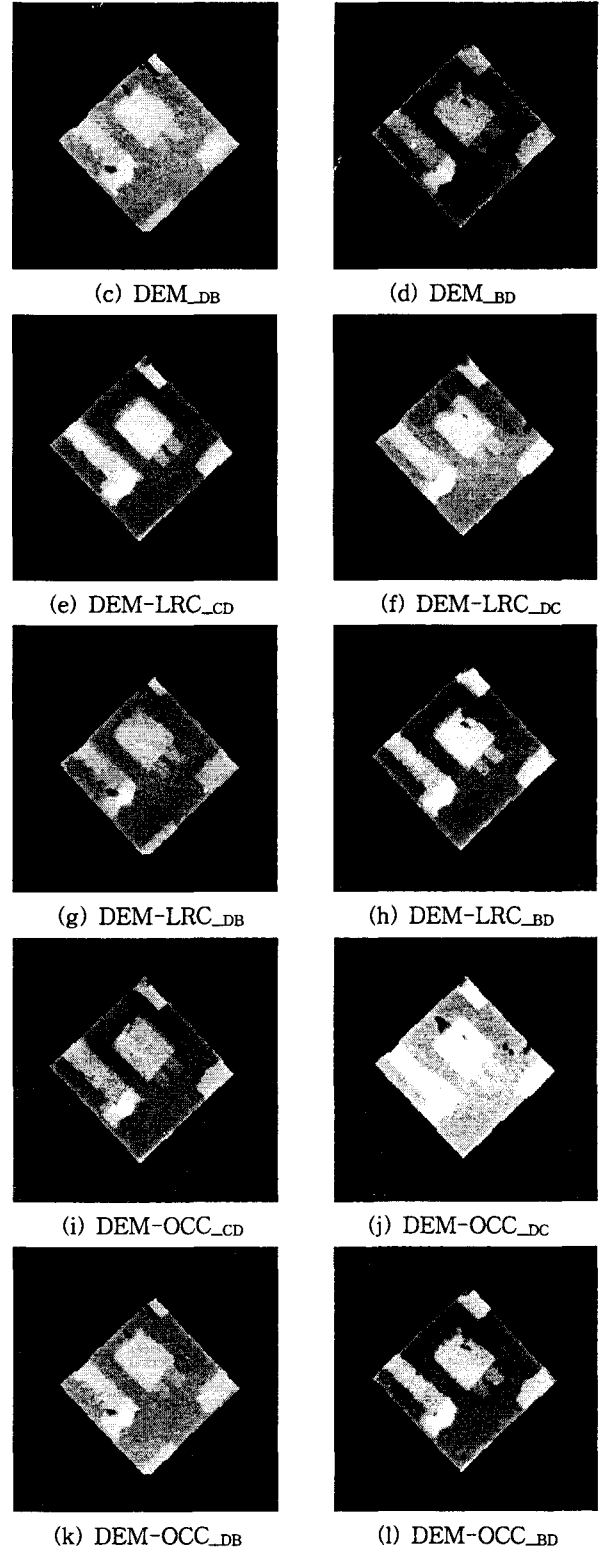 (c) DEM_DB
(d) DEM_BD
(e) DEM-LRC_CD
(f) DEM-LRC_DC
(g) DEM-LRC_DB
(h) DEM-LRC_BD
(i) DEM-OCC_CD
(j) DEM-OCC_DC
(k) DEM-OCC_DB
(l) DEM-OCC_BD